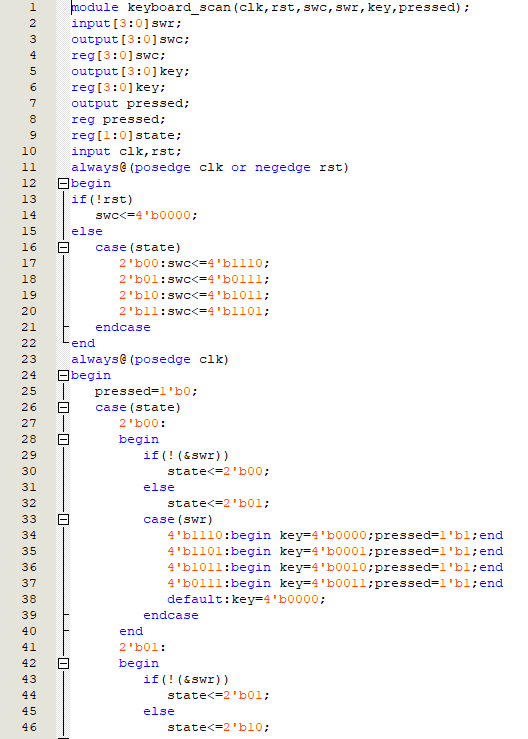 1 module keyboard_scan(clk,rst,swc,swr,key,pressed);
2 input[3:0]swr;
3 output[3:0]swc;
4 reg[3:0]swc;
5 output[3:0]key;
6 reg[3:0]key;
7 output pressed;
8 reg pressed;
9 reg[1:0]state;
10 input clk,rst;
11 always@(posedge clk or negedge rst)
12 begin
13 if(!rst)
14 swc<=4'b0000;
15 else
16 case(state)
17 2'b00:swc<=4'b1110;
18 2'b01:swc<=4'b0111;
19 2'b10:swc<=4'b1011;
20 2'b11:swc<=4'b1101;
21 endcase
22 end
23 always@(posedge clk)
24 begin
25 pressed=1'b0;
26 case(state)
27 2'b00:
28 begin
29 if(!(&swr))
30 state<=2'b00;
31 else
32 state<=2'b01;
33 case(swr)
34 4'b1110:begin key=4'b0000;pressed=1'b1;end
35 4'b1101:begin key=4'b0001;pressed=1'b1;end
36 4'b1011:begin key=4'b0010;pressed=1'b1;end
37 4'b0111:begin key=4'b0011;pressed=1'b1;end
38 default:key=4'b0000;
39 endcase
40 end
41 2'b01:
42 begin
43 if(!(&swr))
44 state<=2'b01;
45 else
46 state<=2'b10;